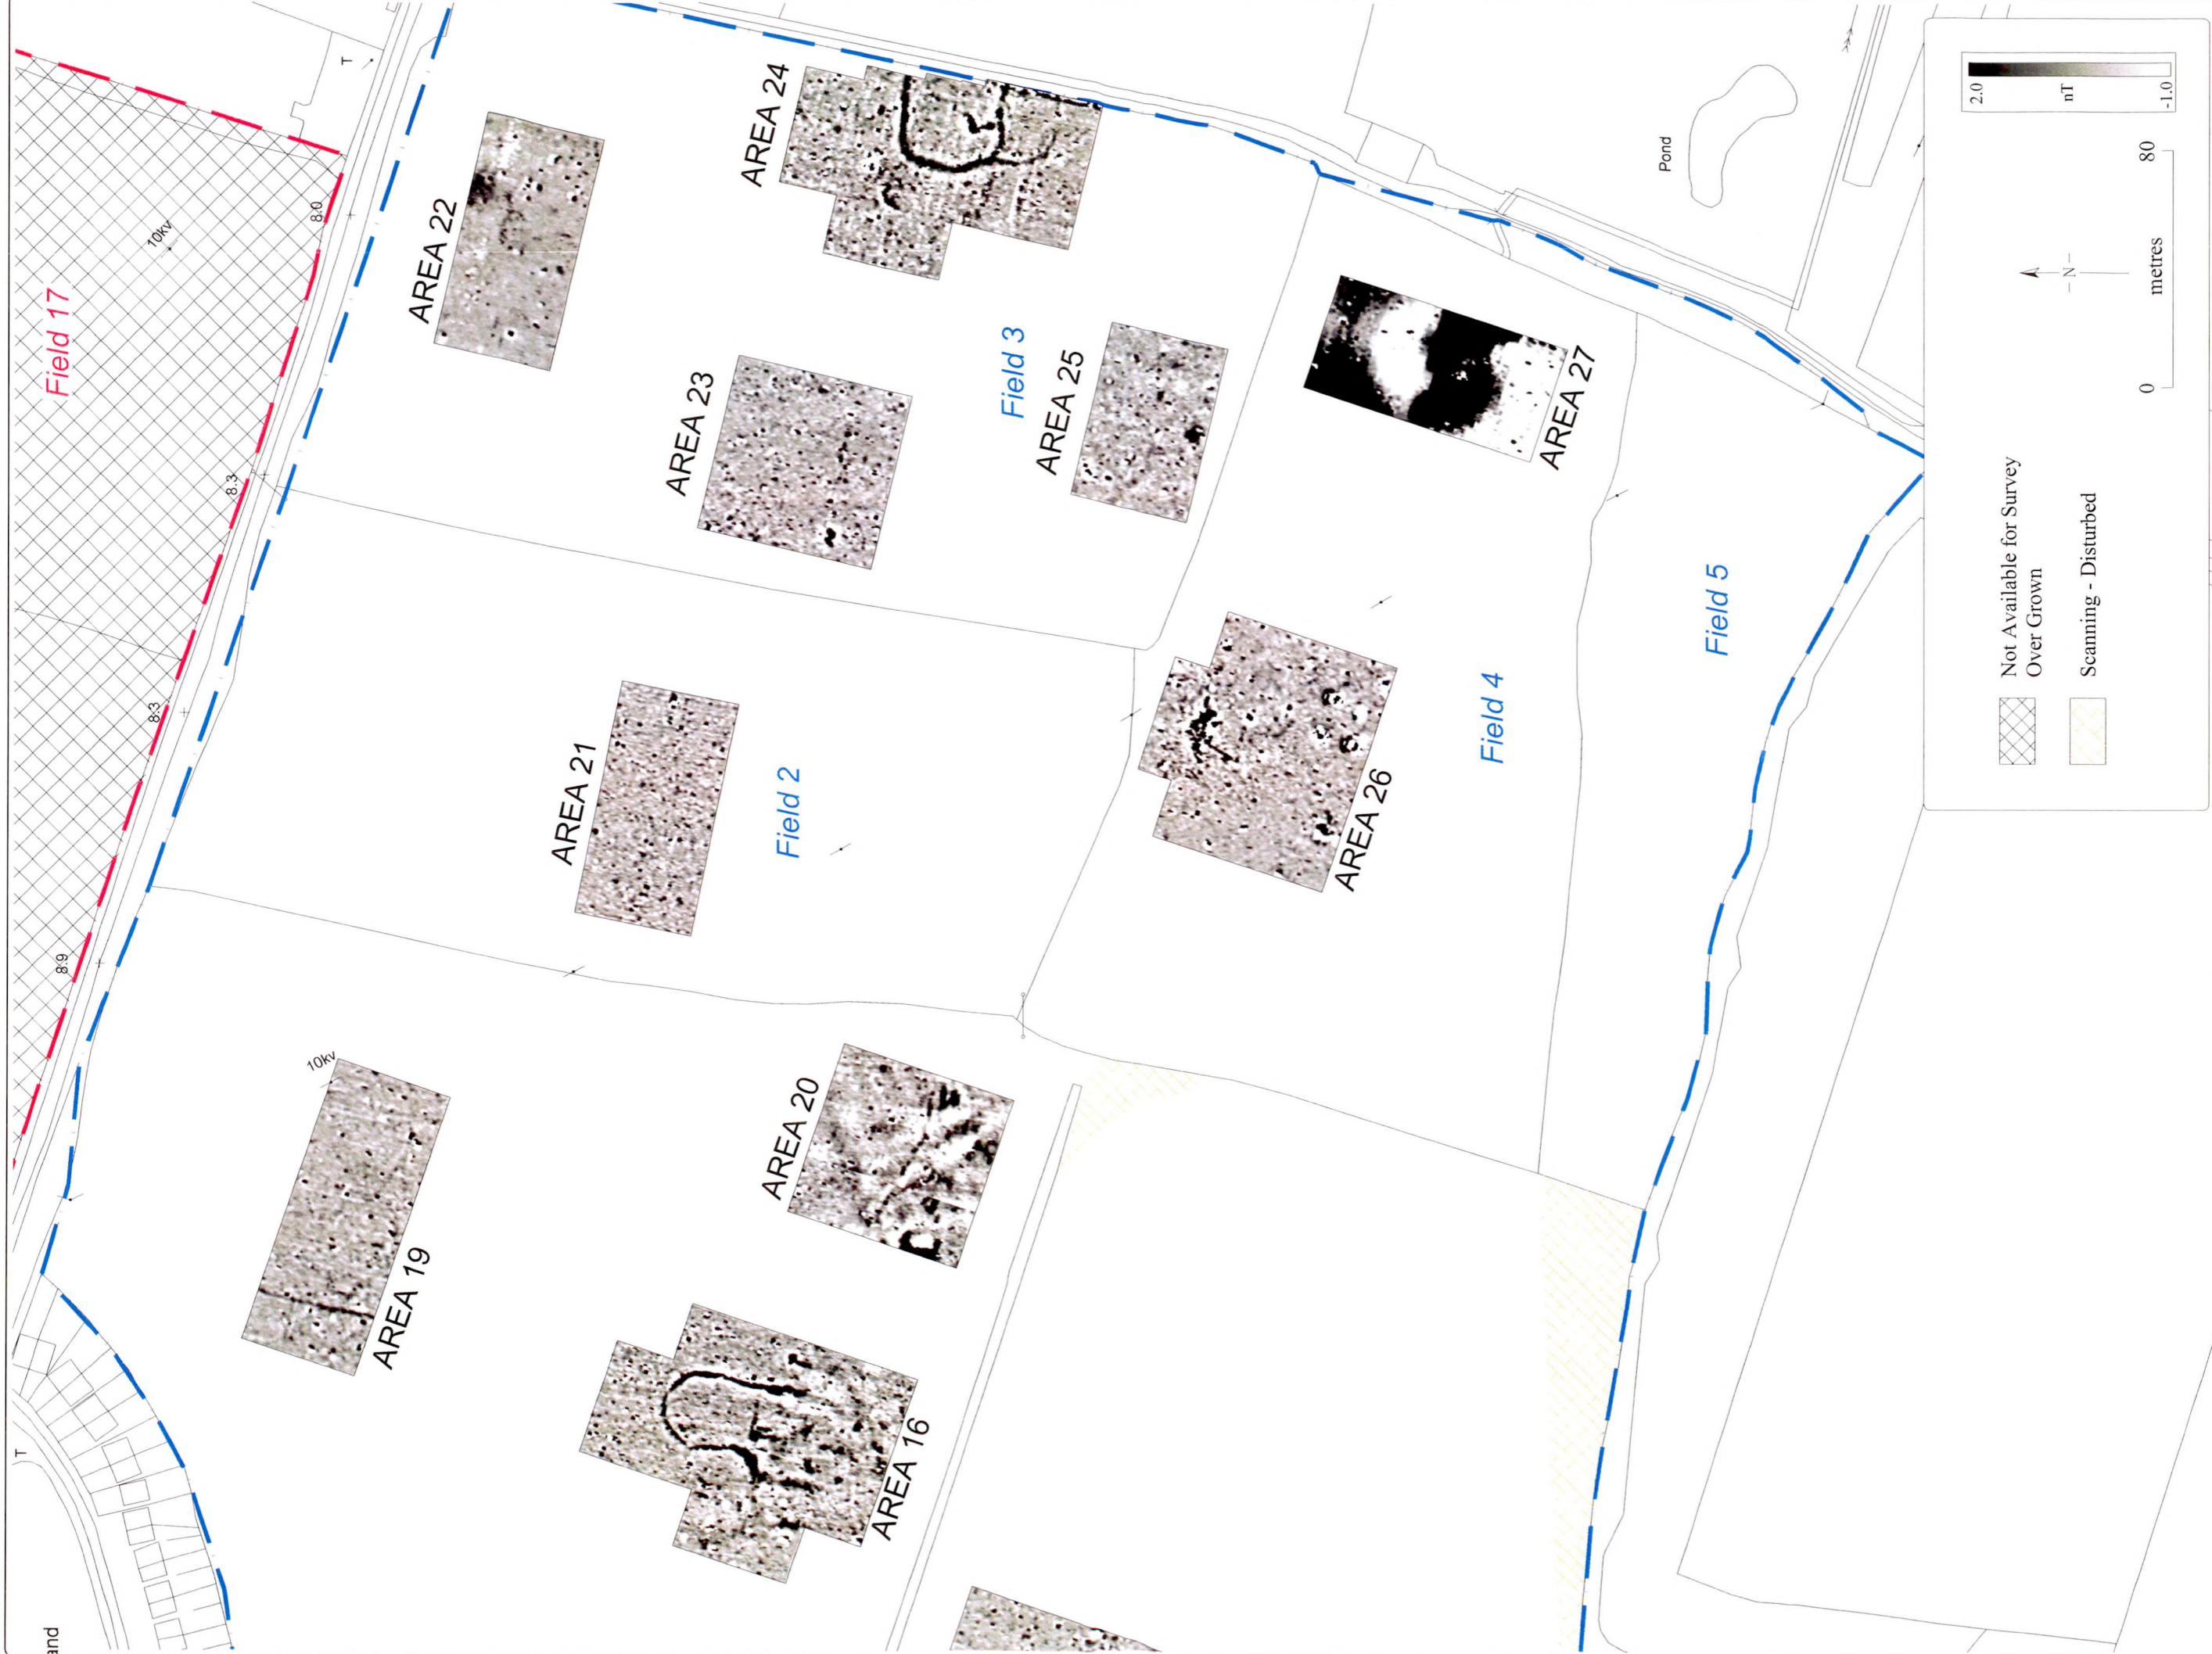 and
T
T
Field 17
10kv
8.0
8.3
8.3
8.9
10kv
AREA 19
AREA 16
AREA 20
AREA 21
Field 2
AREA 22
AREA 23
AREA 24
Field 3
AREA 25
AREA 26
Field 4
AREA 27
Field 5
Pond
Not Available for Survey
Over Grown
Scanning - Disturbed
N
0
80
metres
2.0
nT
-1.0